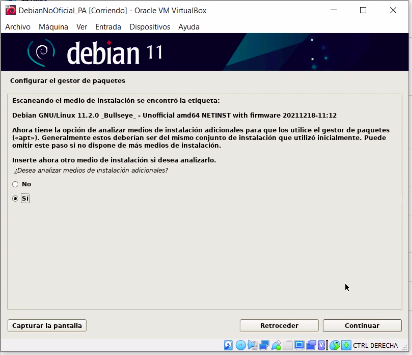 DebianNoOficial_PA [Corriendo] - Oracle VM VirtualBox
Archivo Máquina Ver Entrada Dispositivos Ayuda
debian 11
Configurar el gestor de paquetes
Escaneando el medio de instalación se encontró la etiqueta:
Debian GNU/Linux 11.2.0 _Bullseye_ - Unofficial amd64 NETINST with firmware 20211218-11:12
Ahora tiene la opción de analizar medios de instalación adicionales para que los utilice el gestor de paquetes
(«apt»). Generalmente estos deberían ser del mismo conjunto de instalación que utilizó inicialmente. Puede
omitir este paso si no dispone de más medios de instalación.
Inserte ahora otro medio de instalación si desea analizarlo.
¿Desea analizar medios de instalación adicionales?
No
Sí
Capturar la pantalla
Retroceder
Continuar
CTRL DERECHA